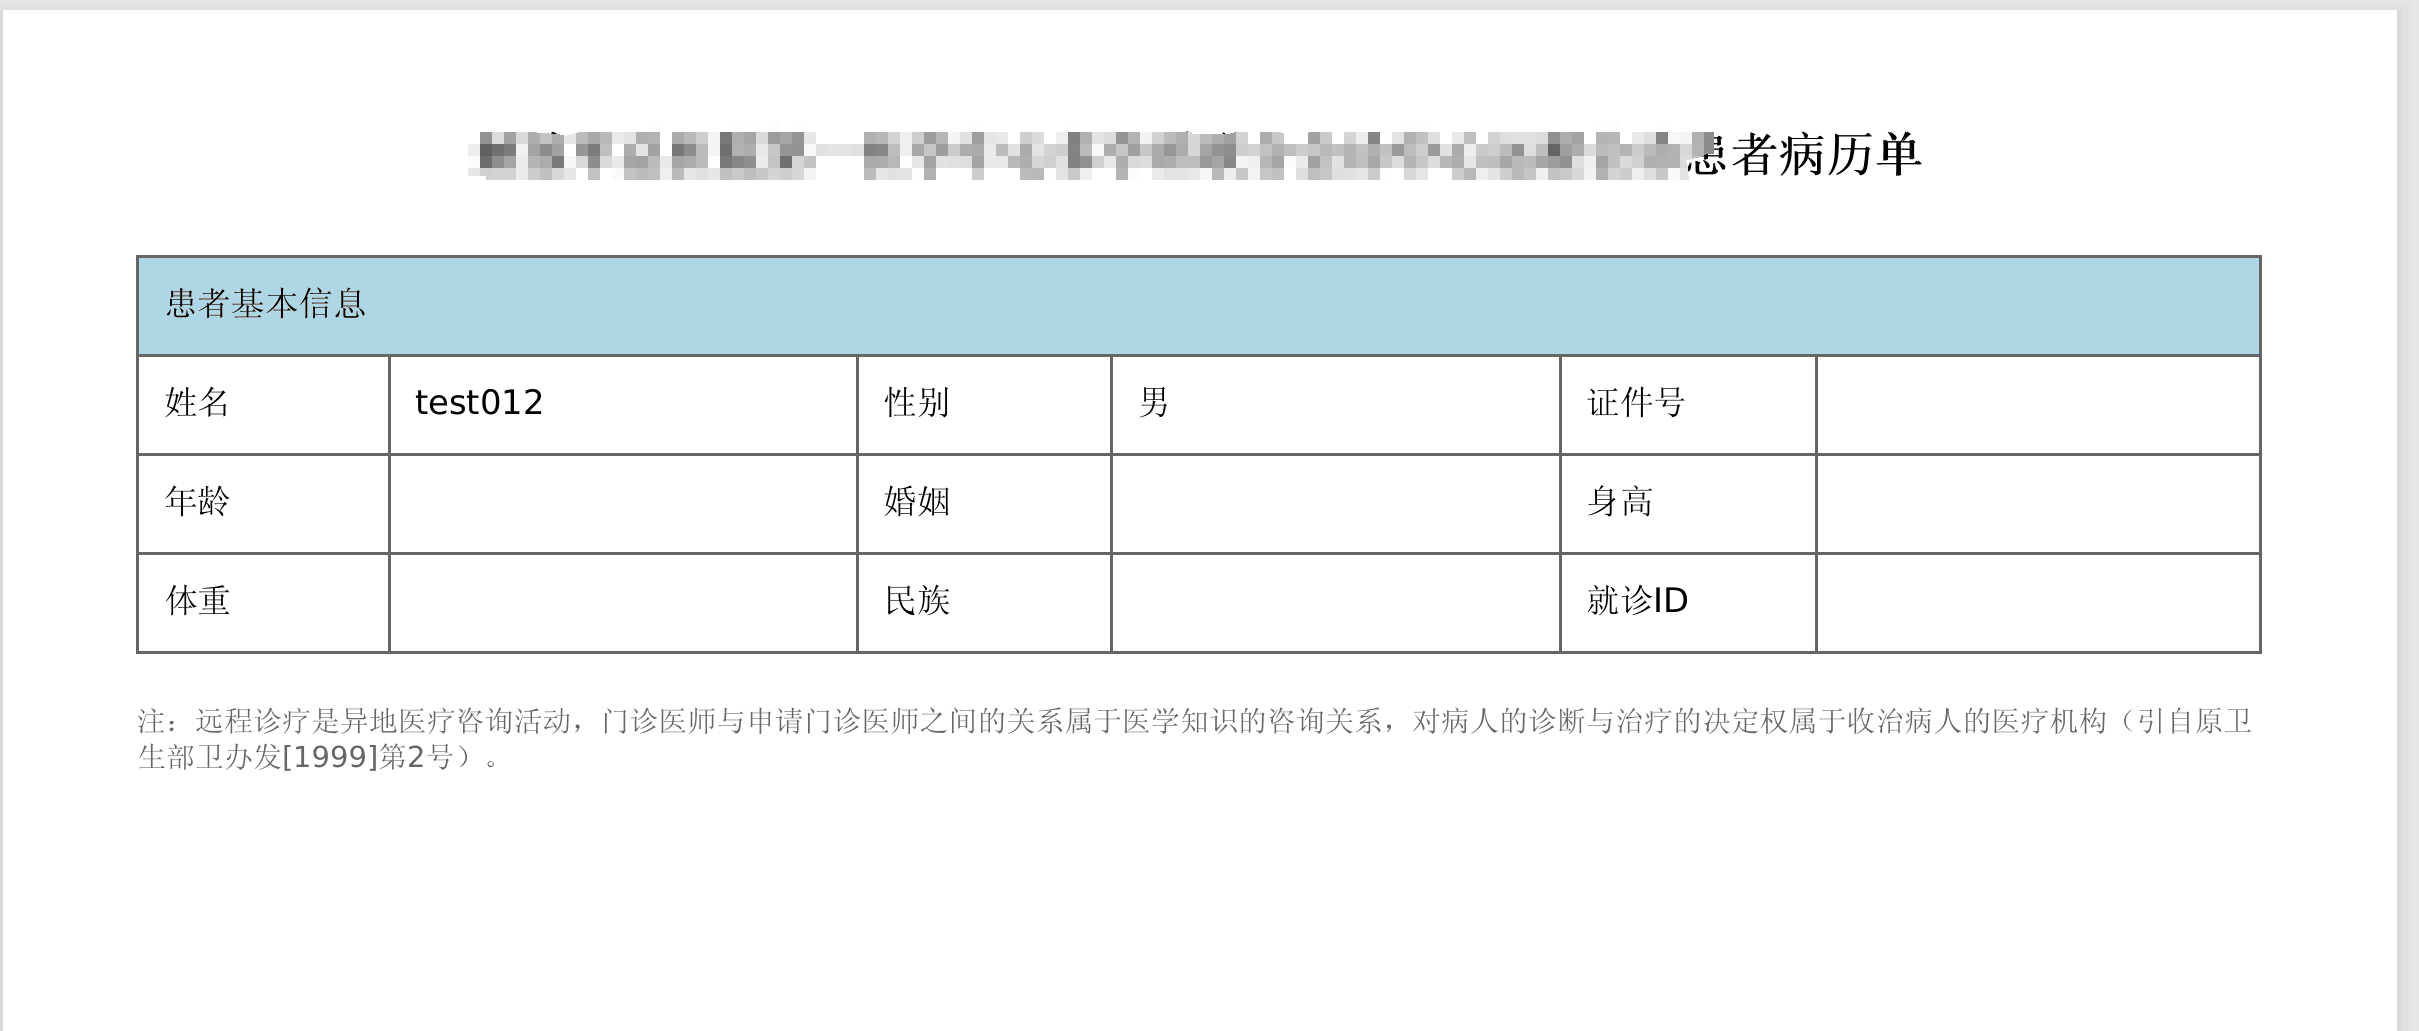 患者病历单
患者基本信息
姓名 test012 性别 男 证件号
年龄 婚姻 身高
体重 民族 就诊ID
注：远程诊疗是异地医疗咨询活动，门诊医师与申请门诊医师之间的关系属于医学知识的咨询关系，对病人的诊断与治疗的决定权属于收治病人的医疗机构（引自原卫
生部卫办发[1999]第2号）。